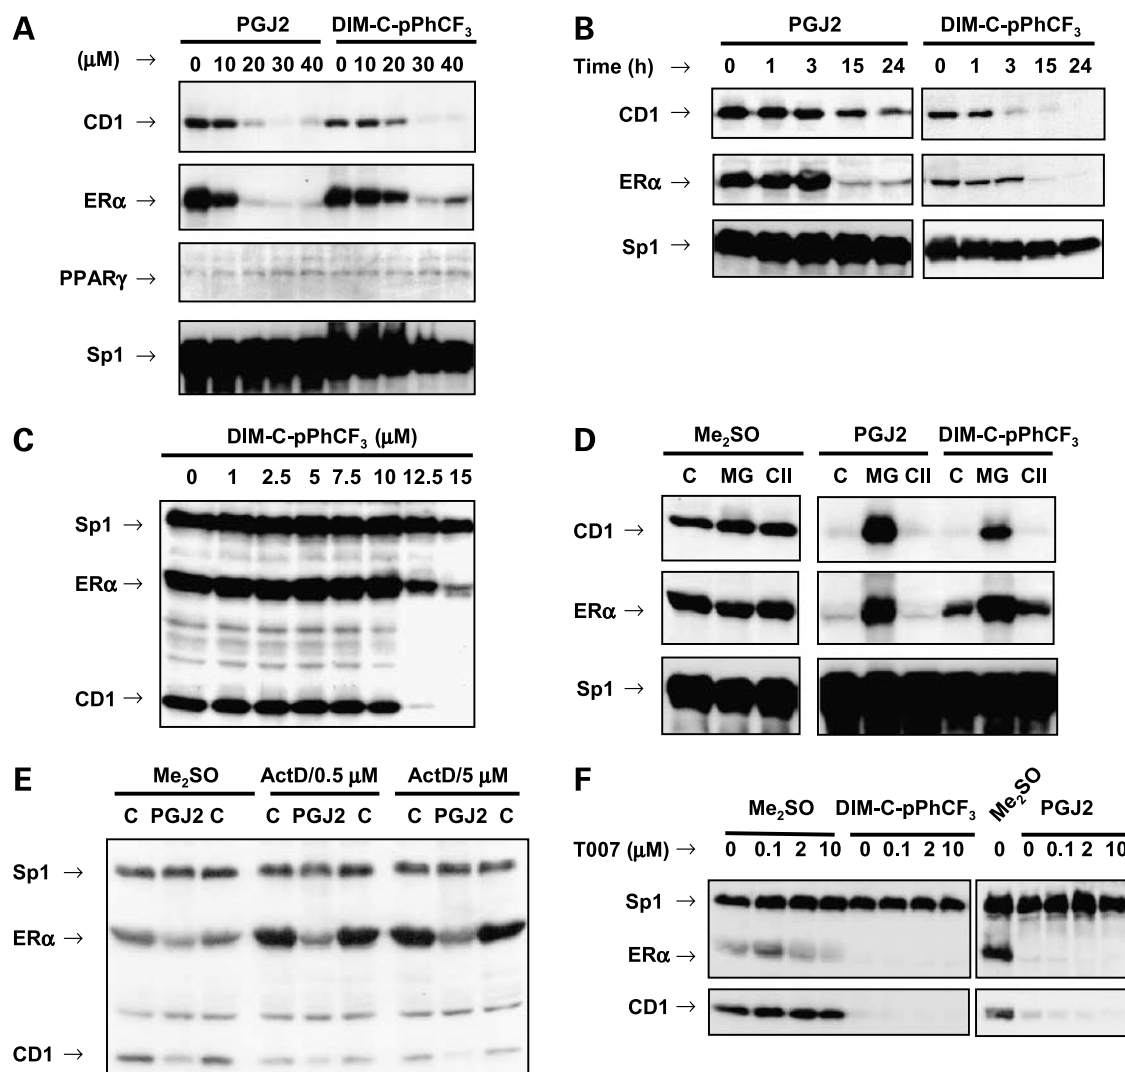 A
PGJ2 DIM-C-pPhCF₃
(μM) → 0 10 20 30 40 0 10 20 30 40
CD1 →
ERα →
PPARγ →
Sp1 →
B
PGJ2 DIM-C-pPhCF₃
Time (h) → 0 1 3 15 24 0 1 3 15 24
CD1 →
ERα →
Sp1 →
C
DIM-C-pPhCF₃ (μM)
0 1 2.5 5 7.5 10 12.5 15
Sp1 →
ERα →
CD1 →
D
Me₂SO PGJ2 DIM-C-pPhCF₃
C MG CII C MG CII C MG CII
CD1 →
ERα →
Sp1 →
E
Me₂SO ActD/0.5 μM ActD/5 μM
C PGJ2 C C PGJ2 C C PGJ2 C
Sp1 →
ERα →
CD1 →
F
Me₂SO DIM-C-pPhCF₃ Me₂SO PGJ2
T007 (μM) → 0 0.1 2 10 0 0.1 2 10 0 0 0.1 2 10
Sp1 →
ERα →
CD1 →